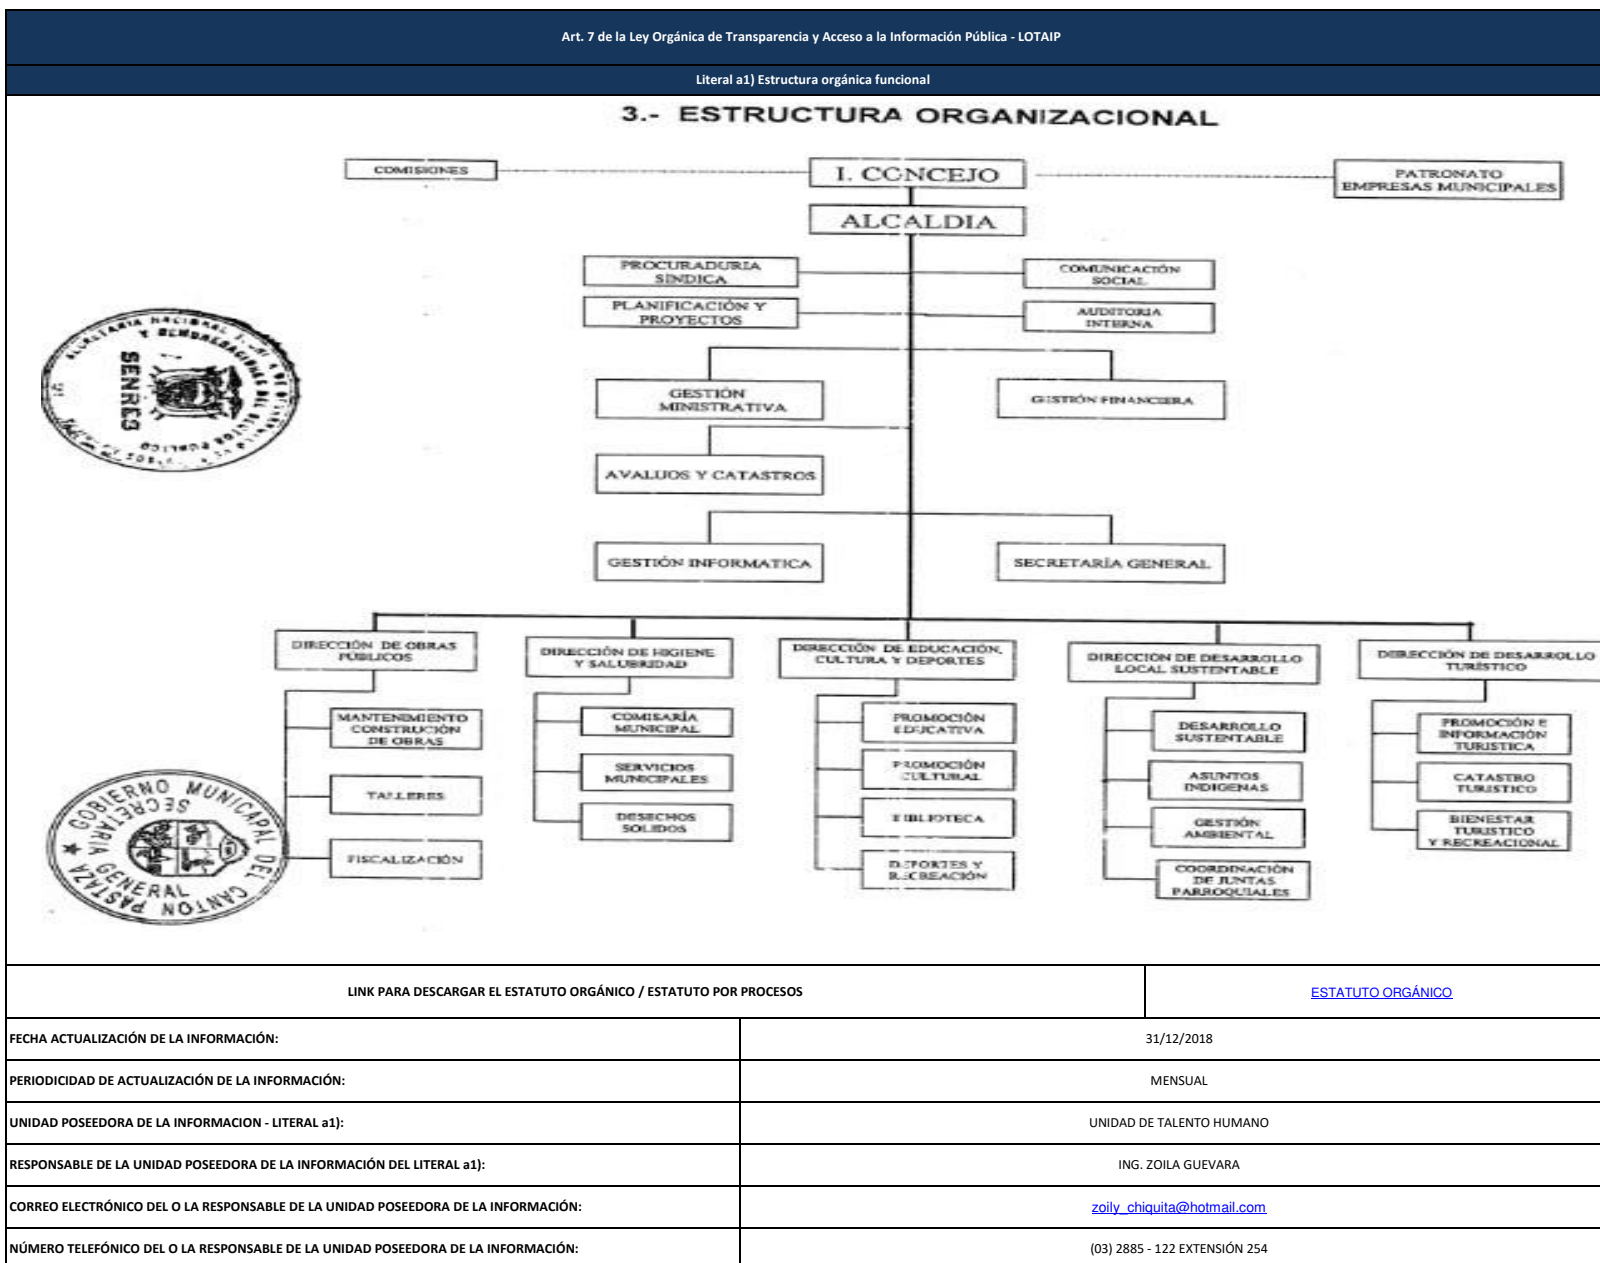 Art. 7 de la Ley Orgánica de Transparencia y Acceso a la Información Pública - LOTAIP
Literal a1) Estructura orgánica funcional
3.- ESTRUCTURA ORGANIZACIONAL
COMISIONES
I. CONCEJO
PATRONATO
EMPRESAS MUNICIPALES
ALCALDIA
PROCURADURIA
SINDICA
COMUNICACIÓN
SOCIAL
PLANIFICACIÓN Y
PROYECTOS
AUDITORIA
INTERNA
SENRES
GESTIÓN
MINISTRATIVA
GESTIÓN FINANCIERA
AVALUOS Y CATASTROS
GESTIÓN INFORMATICA
SECRETARÍA GENERAL
DIRECCIÓN DE OBRAS
PÚBLICOS
DIRECCIÓN DE HIGIENE
Y SALUBRIDAD
DIRECCIÓN DE EDUCACIÓN,
CULTURA Y DEPORTES
DIRECCIÓN DE DESARROLLO
LOCAL SUSTENTABLE
DIRECCIÓN DE DESARROLLO
TURÍSTICO
MANTENIMIENTO
CONSTRUCIÓN
DE OBRAS
TALLERES
FISCALIZACIÓN
COMISARÍA
MUNICIPAL
SERVICIOS
MUNICIPALES
DESECHOS
SOLIDOS
PROMOCIÓN
EDUCATIVA
PROMOCIÓN
CULTURAL
BIBLIOTECA
DEPORTES Y
RECREACIÓN
DESARROLLO
SUSTENTABLE
ASUNTOS
INDIGENAS
GESTIÓN
AMBIENTAL
COORDINACIÓN
DE JUNTAS
PARROQUIALES
PROMOCIÓN E
INFORMACIÓN
TURISTICA
CATASTRO
TURISTICO
BIENESTAR
TURISTICO
Y RECREACIONAL
GOBIERNO MUNICAPAL DEL CANTON PASTAZA
SECRETARIA GENERAL
LINK PARA DESCARGAR EL ESTATUTO ORGÁNICO / ESTATUTO POR PROCESOS
ESTATUTO ORGÁNICO
FECHA ACTUALIZACIÓN DE LA INFORMACIÓN:
31/12/2018
PERIODICIDAD DE ACTUALIZACIÓN DE LA INFORMACIÓN:
MENSUAL
UNIDAD POSEEDORA DE LA INFORMACION - LITERAL a1):
UNIDAD DE TALENTO HUMANO
RESPONSABLE DE LA UNIDAD POSEEDORA DE LA INFORMACIÓN DEL LITERAL a1):
ING. ZOILA GUEVARA
CORREO ELECTRÓNICO DEL O LA RESPONSABLE DE LA UNIDAD POSEEDORA DE LA INFORMACIÓN:
zoily_chiquita@hotmail.com
NÚMERO TELEFÓNICO DEL O LA RESPONSABLE DE LA UNIDAD POSEEDORA DE LA INFORMACIÓN:
(03) 2885 - 122 EXTENSIÓN 254